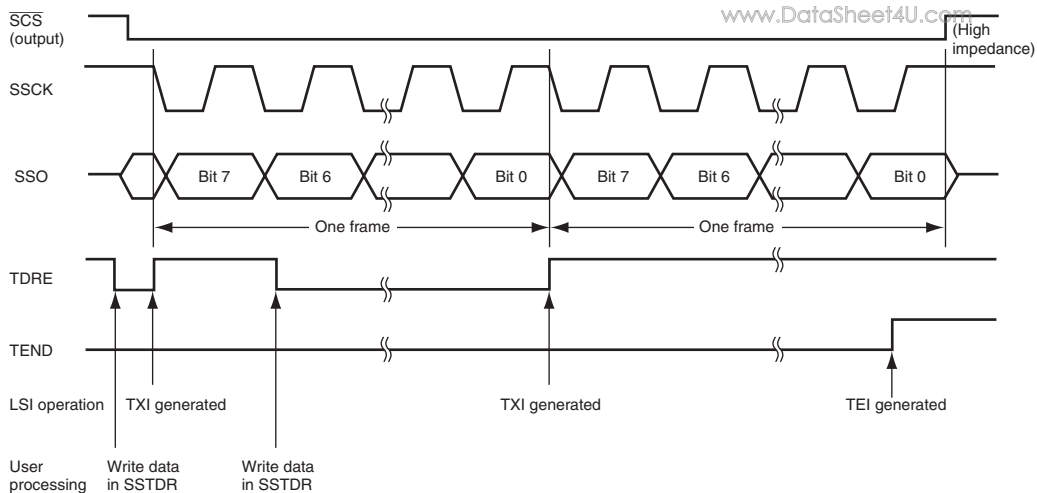 www.DataSheet4U.com
SCS
(output)
(High
impedance)
SSCK
SSO
Bit 7
Bit 6
Bit 0
Bit 7
Bit 6
Bit 0
One frame
One frame
TDRE
TEND
LSI operation
TXI generated
TXI generated
TEI generated
User
processing
Write data
in SSTDR
Write data
in SSTDR